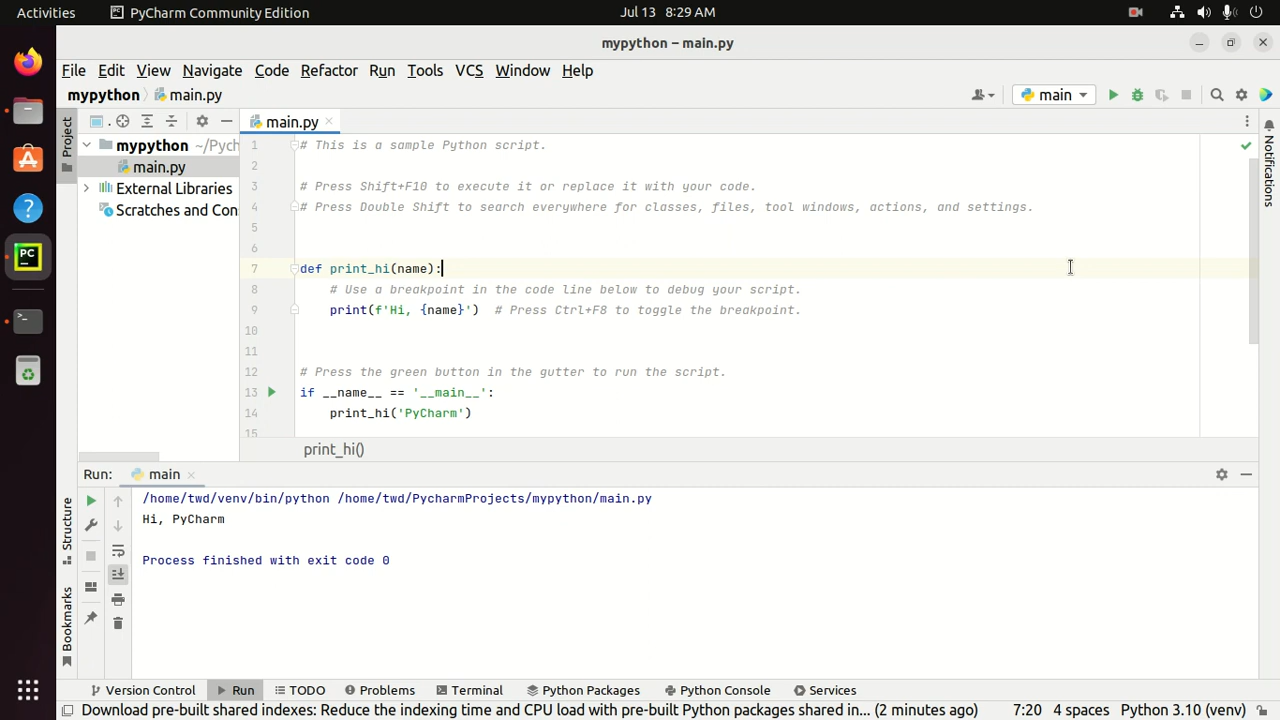 Activities PyCharm Community Edition Jul 13 8:29 AM
mypython – main.py
File Edit View Navigate Code Refactor Run Tools VCS Window Help
mypython main.py main
Project
main.py
Notifications
mypython ~/Pych
main.py
External Libraries
Scratches and Con
1 # This is a sample Python script.
2
3 # Press Shift+F10 to execute it or replace it with your code.
4 # Press Double Shift to search everywhere for classes, files, tool windows, actions, and settings.
5
6
7 def print_hi(name):
8 # Use a breakpoint in the code line below to debug your script.
9 print(f'Hi, {name}') # Press Ctrl+F8 to toggle the breakpoint.
10
11
12 # Press the green button in the gutter to run the script.
13 if __name__ == '__main__':
14 print_hi('PyCharm')
15
print_hi()
Run: main
/home/twd/venv/bin/python /home/twd/PycharmProjects/mypython/main.py
Hi, PyCharm
Process finished with exit code 0
Structure
Bookmarks
Version Control Run TODO Problems Terminal Python Packages Python Console Services
Download pre-built shared indexes: Reduce the indexing time and CPU load with pre-built Python packages shared in... (2 minutes ago) 7:20 4 spaces Python 3.10 (venv)
PC